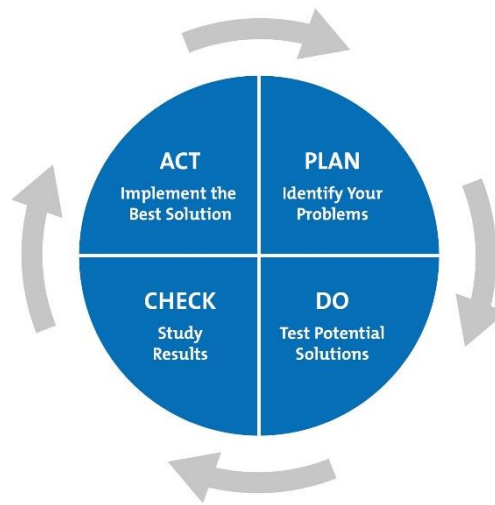 ACT
Implement the
Best Solution
PLAN
Identify Your
Problems
CHECK
Study
Results
DO
Test Potential
Solutions